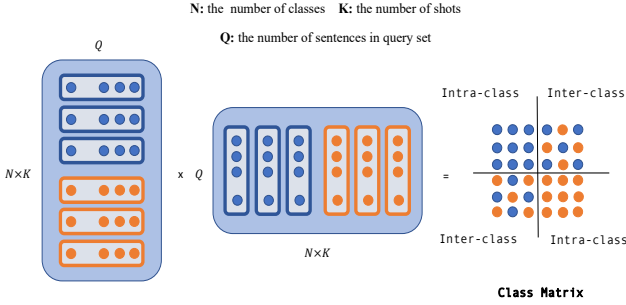 N: the number of classes K: the number of shots
Q: the number of sentences in query set
Q
N×K
x
Q
N×K
=
Intra-class Inter-class
Inter-class Intra-class
Class Matrix